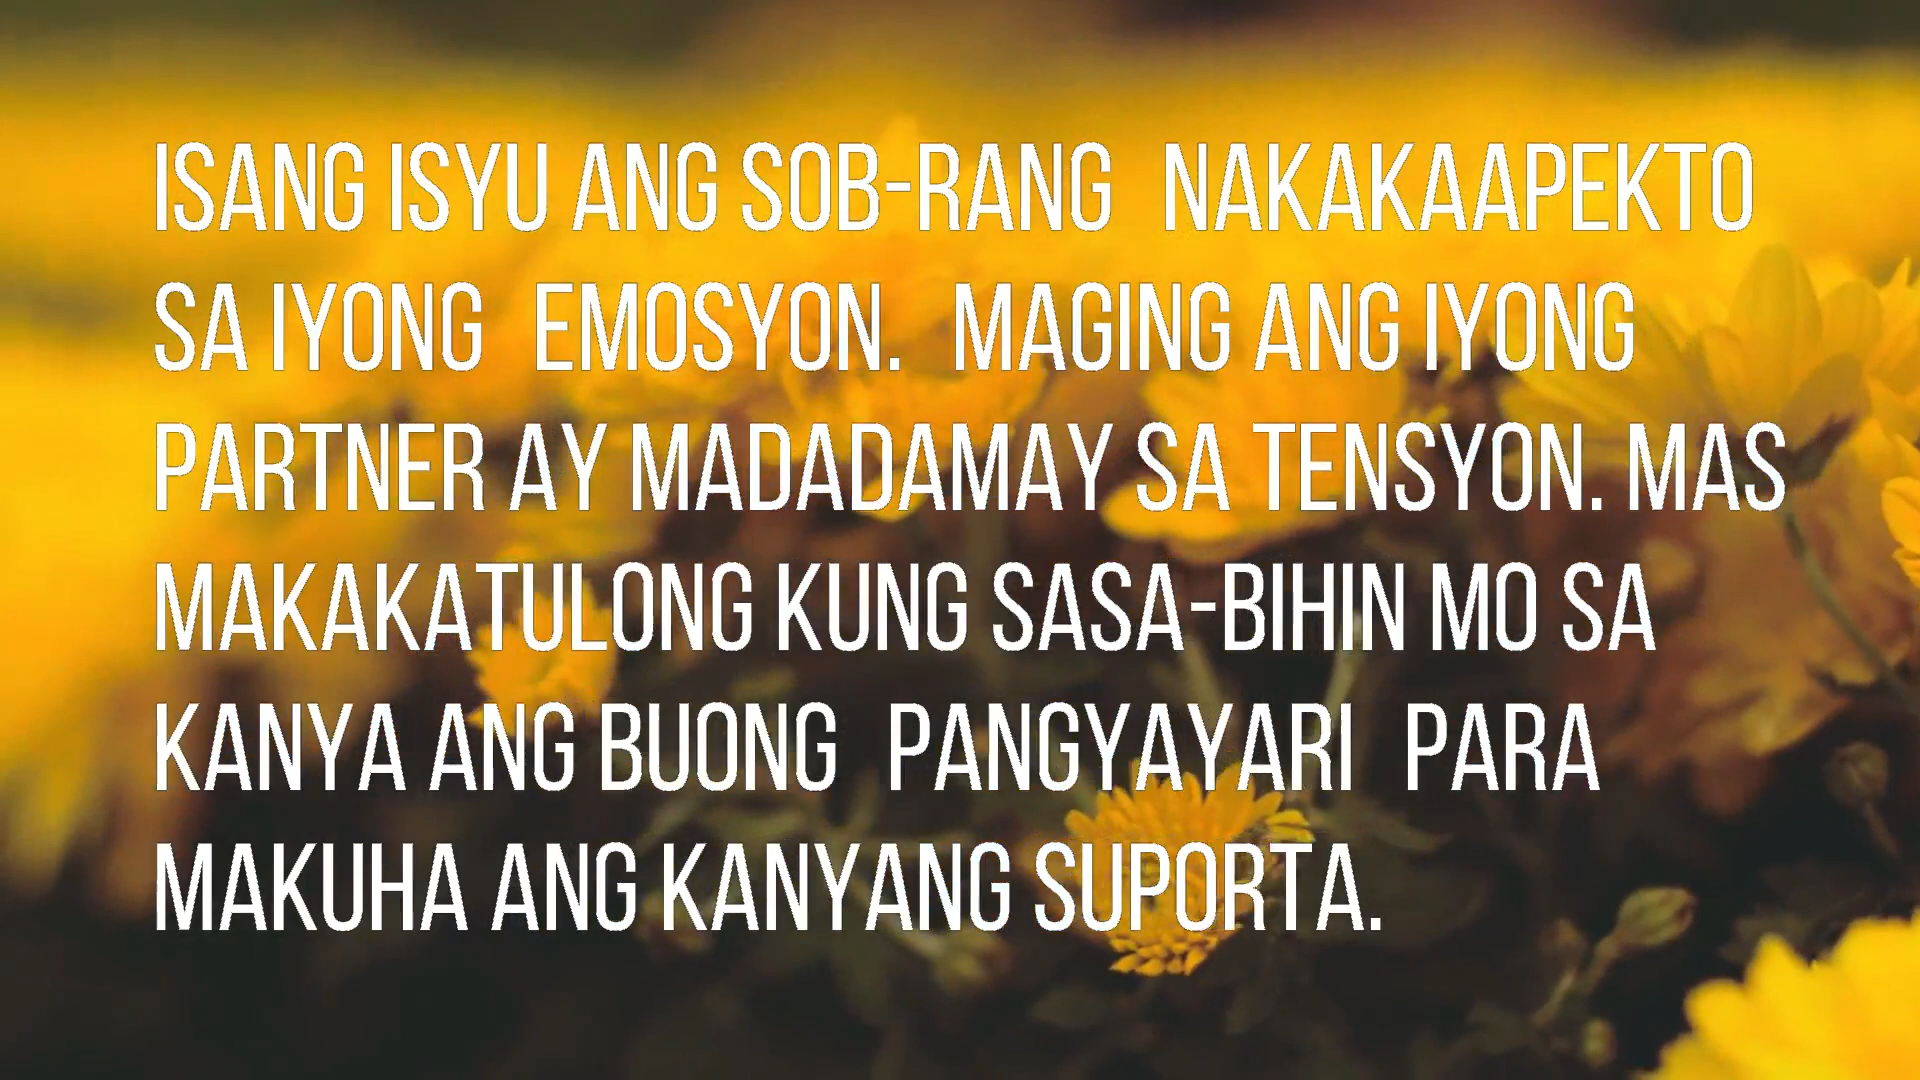 ISANG ISYU ANG SOB-RANG NAKAKAAPEKTO
SA IYONG EMOSYON. MAGING ANG IYONG
PARTNER AY MADADAMAY SA TENSYON. MAS
MAKAKATULONG KUNG SASA-BIHIN MO SA
KANYA ANG BUONG PANGYAYARI PARA
MAKUHA ANG KANYANG SUPORTA.